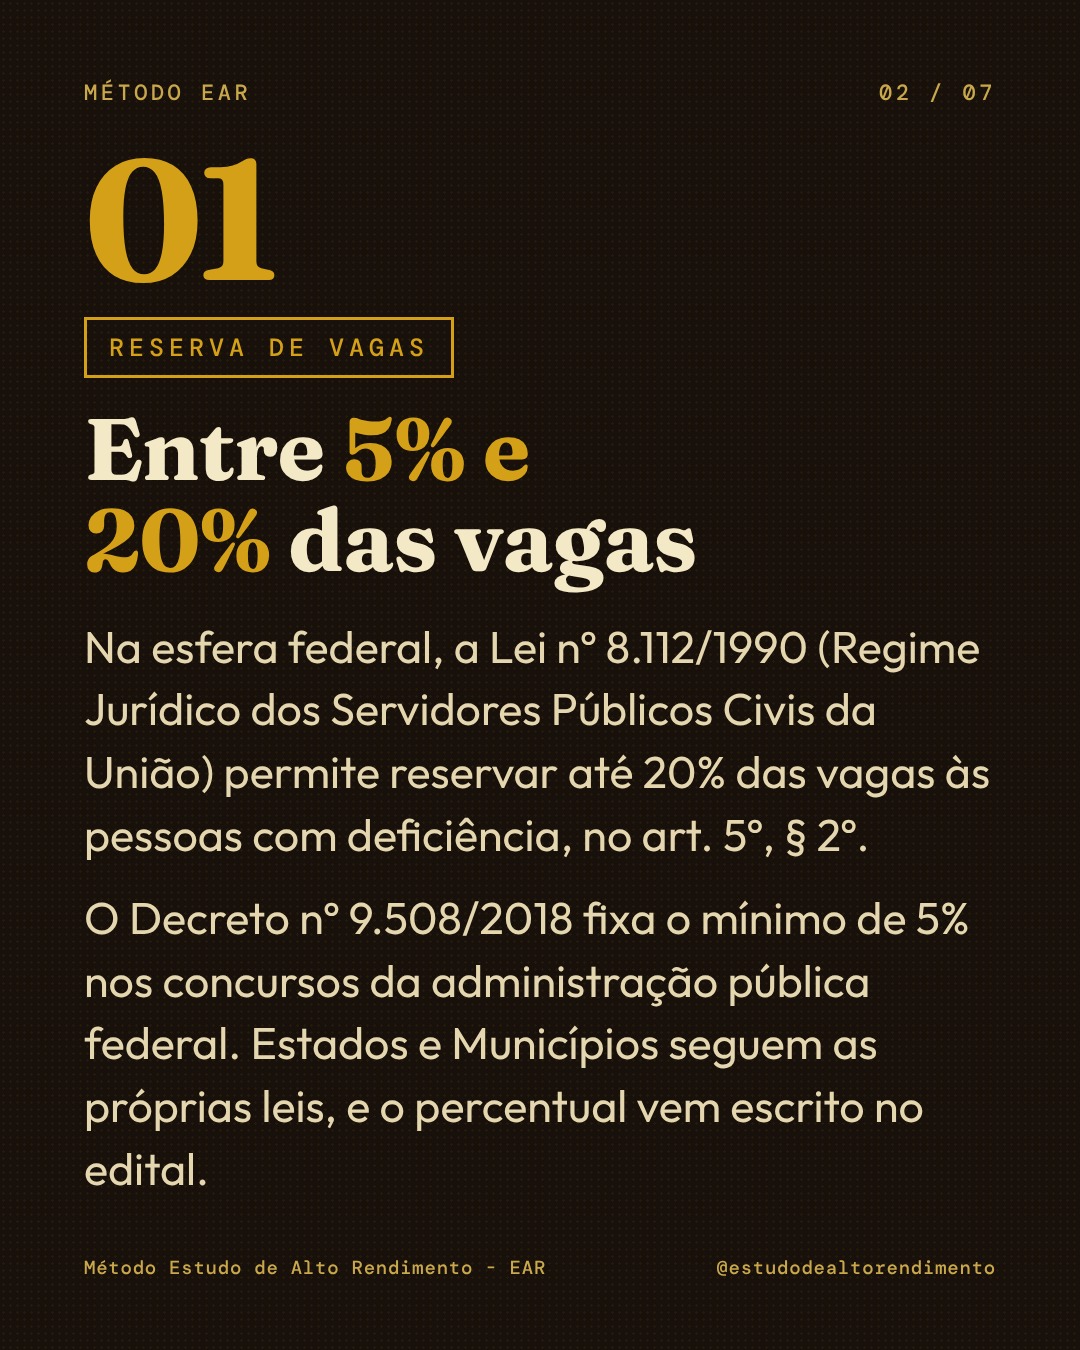 MÉTODO EAR
02 / 07
01
RESERVA DE VAGAS
Entre 5% e
20% das vagas
Na esfera federal, a Lei nº 8.112/1990 (Regime
Jurídico dos Servidores Públicos Civis da
União) permite reservar até 20% das vagas às
pessoas com deficiência, no art. 5º, § 2º.
O Decreto nº 9.508/2018 fixa o mínimo de 5%
nos concursos da administração pública
federal. Estados e Municípios seguem as
próprias leis, e o percentual vem escrito no
edital.
Método Estudo de Alto Rendimento - EAR
@estudodealtorendimento